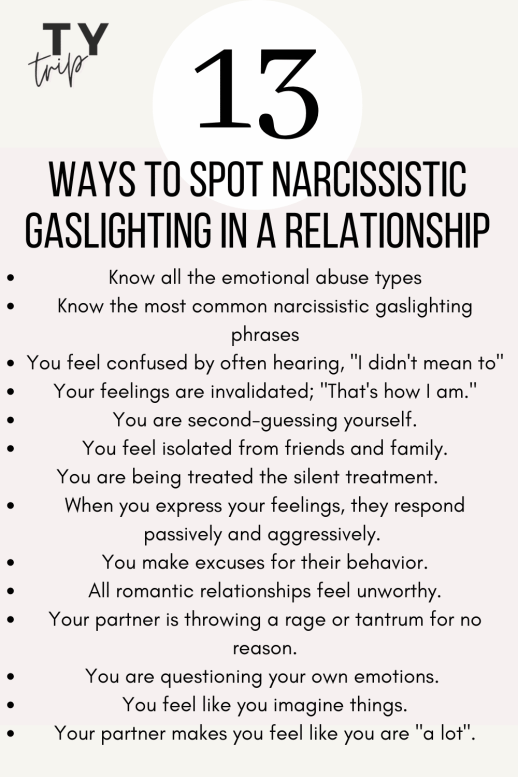 TY
trip
13
WAYS TO SPOT NARCISSISTIC
GASLIGHTING IN A RELATIONSHIP
• Know all the emotional abuse types
• Know the most common narcissistic gaslighting
phrases
• You feel confused by often hearing, "I didn't mean to"
• Your feelings are invalidated; "That's how I am."
• You are second-guessing yourself.
• You feel isolated from friends and family.
You are being treated the silent treatment.
• When you express your feelings, they respond
passively and aggressively.
• You make excuses for their behavior.
• All romantic relationships feel unworthy.
• Your partner is throwing a rage or tantrum for no
reason.
• You are questioning your own emotions.
• You feel like you imagine things.
• Your partner makes you feel like you are "a lot".